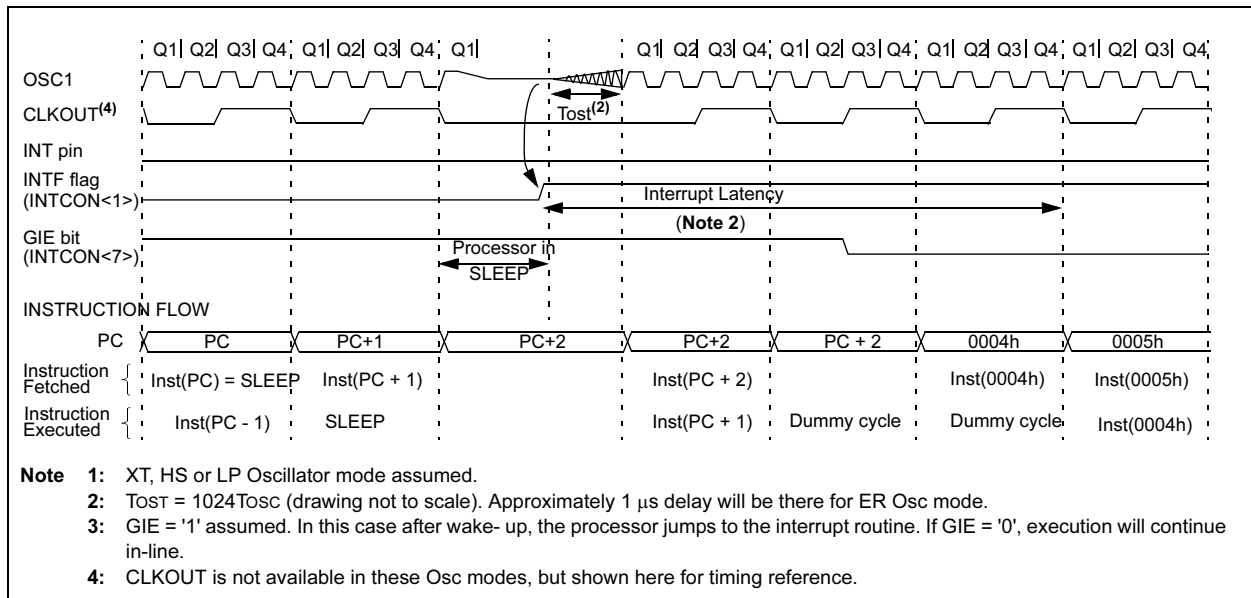 Q1 Q2 Q3 Q4 Q1 Q2 Q3 Q4 Q1 Q1 Q2 Q3 Q4 Q1 Q2 Q3 Q4 Q1 Q2 Q3 Q4 Q1 Q2 Q3 Q4
OSC1
CLKOUT(4)
Tost(2)
INT pin
INTF flag
(INTCON<1>)
Interrupt Latency
(Note 2)
GIE bit
(INTCON<7>)
Processor in
SLEEP
INSTRUCTION FLOW
PC PC PC+1 PC+2 PC+2 PC + 2 0004h 0005h
Instruction
Fetched
Inst(PC) = SLEEP Inst(PC + 1) Inst(PC + 2) Inst(0004h) Inst(0005h)
Instruction
Executed
Inst(PC - 1) SLEEP Inst(PC + 1) Dummy cycle Dummy cycle Inst(0004h)
Note 1: XT, HS or LP Oscillator mode assumed.
2: TOST = 1024TOSC (drawing not to scale). Approximately 1 μs delay will be there for ER Osc mode.
3: GIE = '1' assumed. In this case after wake- up, the processor jumps to the interrupt routine. If GIE = '0', execution will continue
in-line.
4: CLKOUT is not available in these Osc modes, but shown here for timing reference.